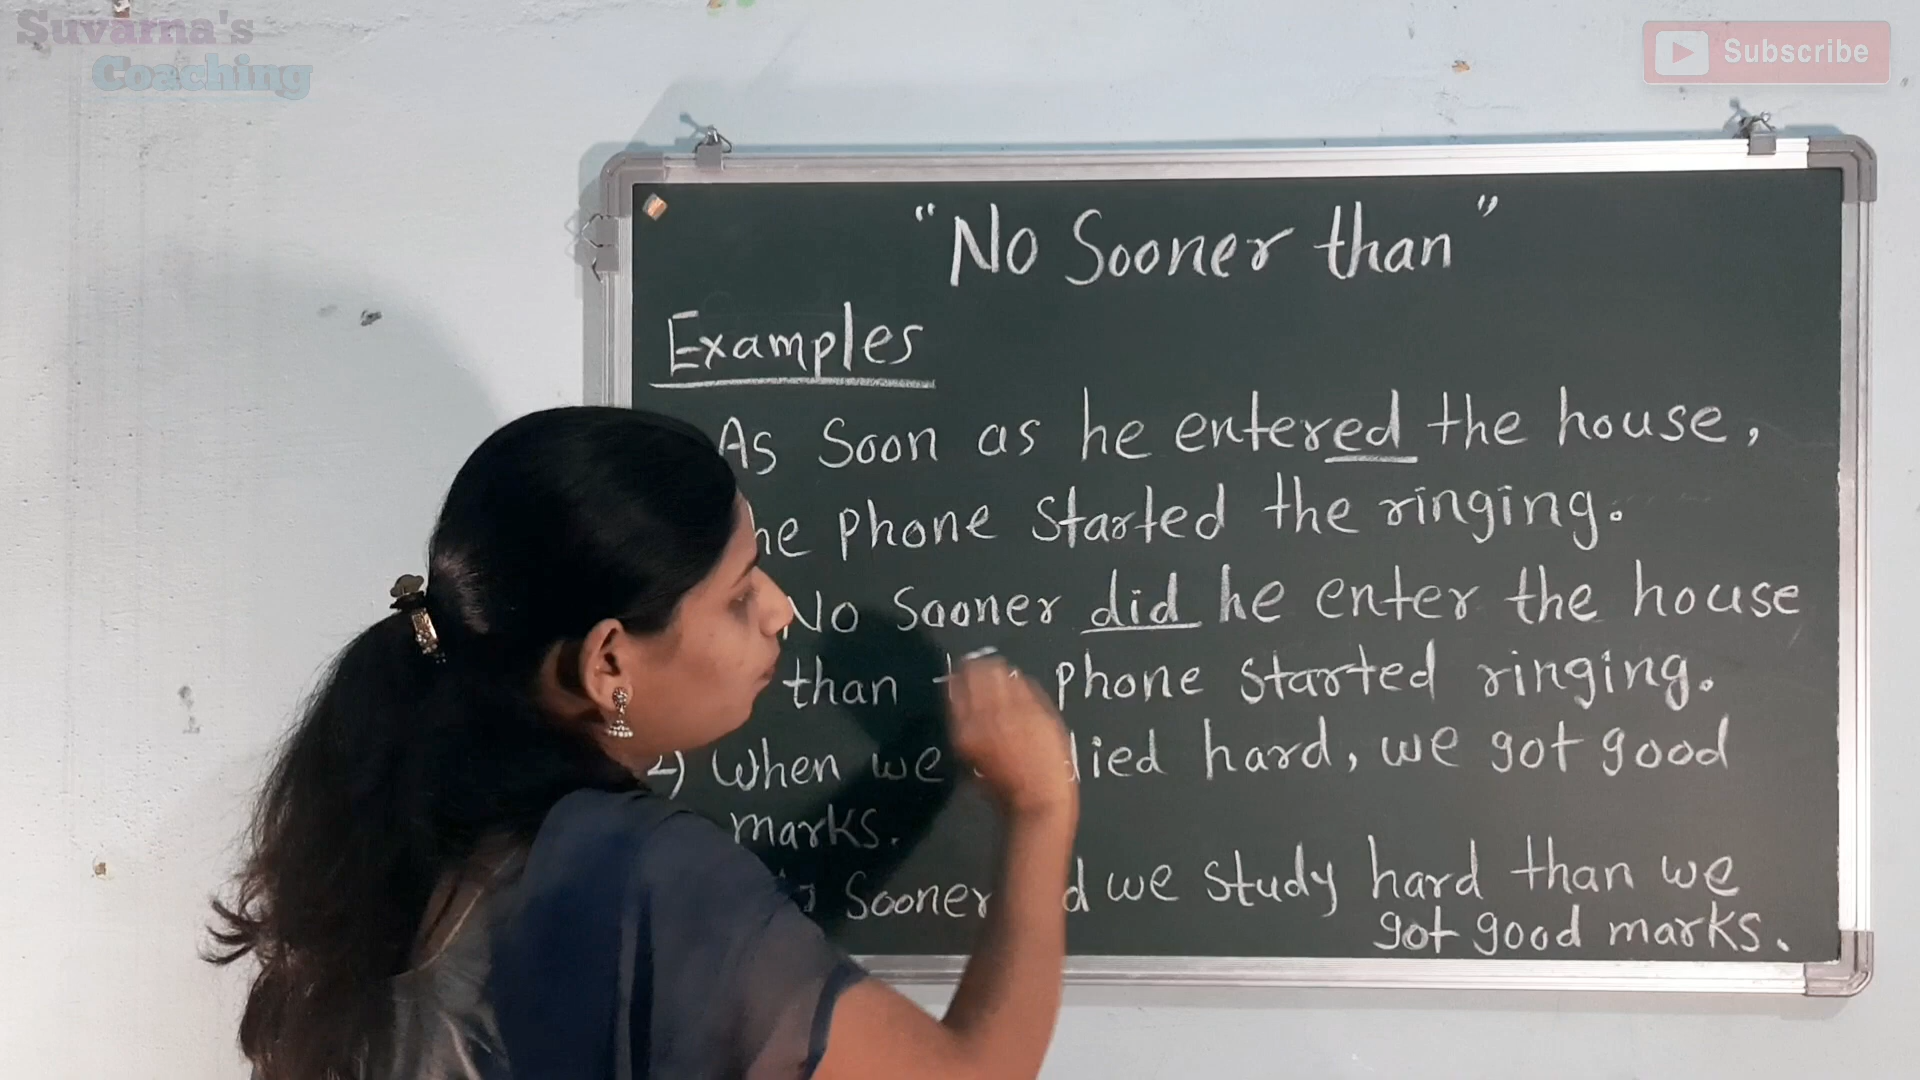 Suvarna's
Coaching
Subscribe
"No Sooner than"
Examples
As Soon as he entered the house,
phone started the ringing.
No Sooner did he enter the house
than phone started ringing.
2) When we hard, we got good
marks.
Sooner we study hard than we
got good marks.